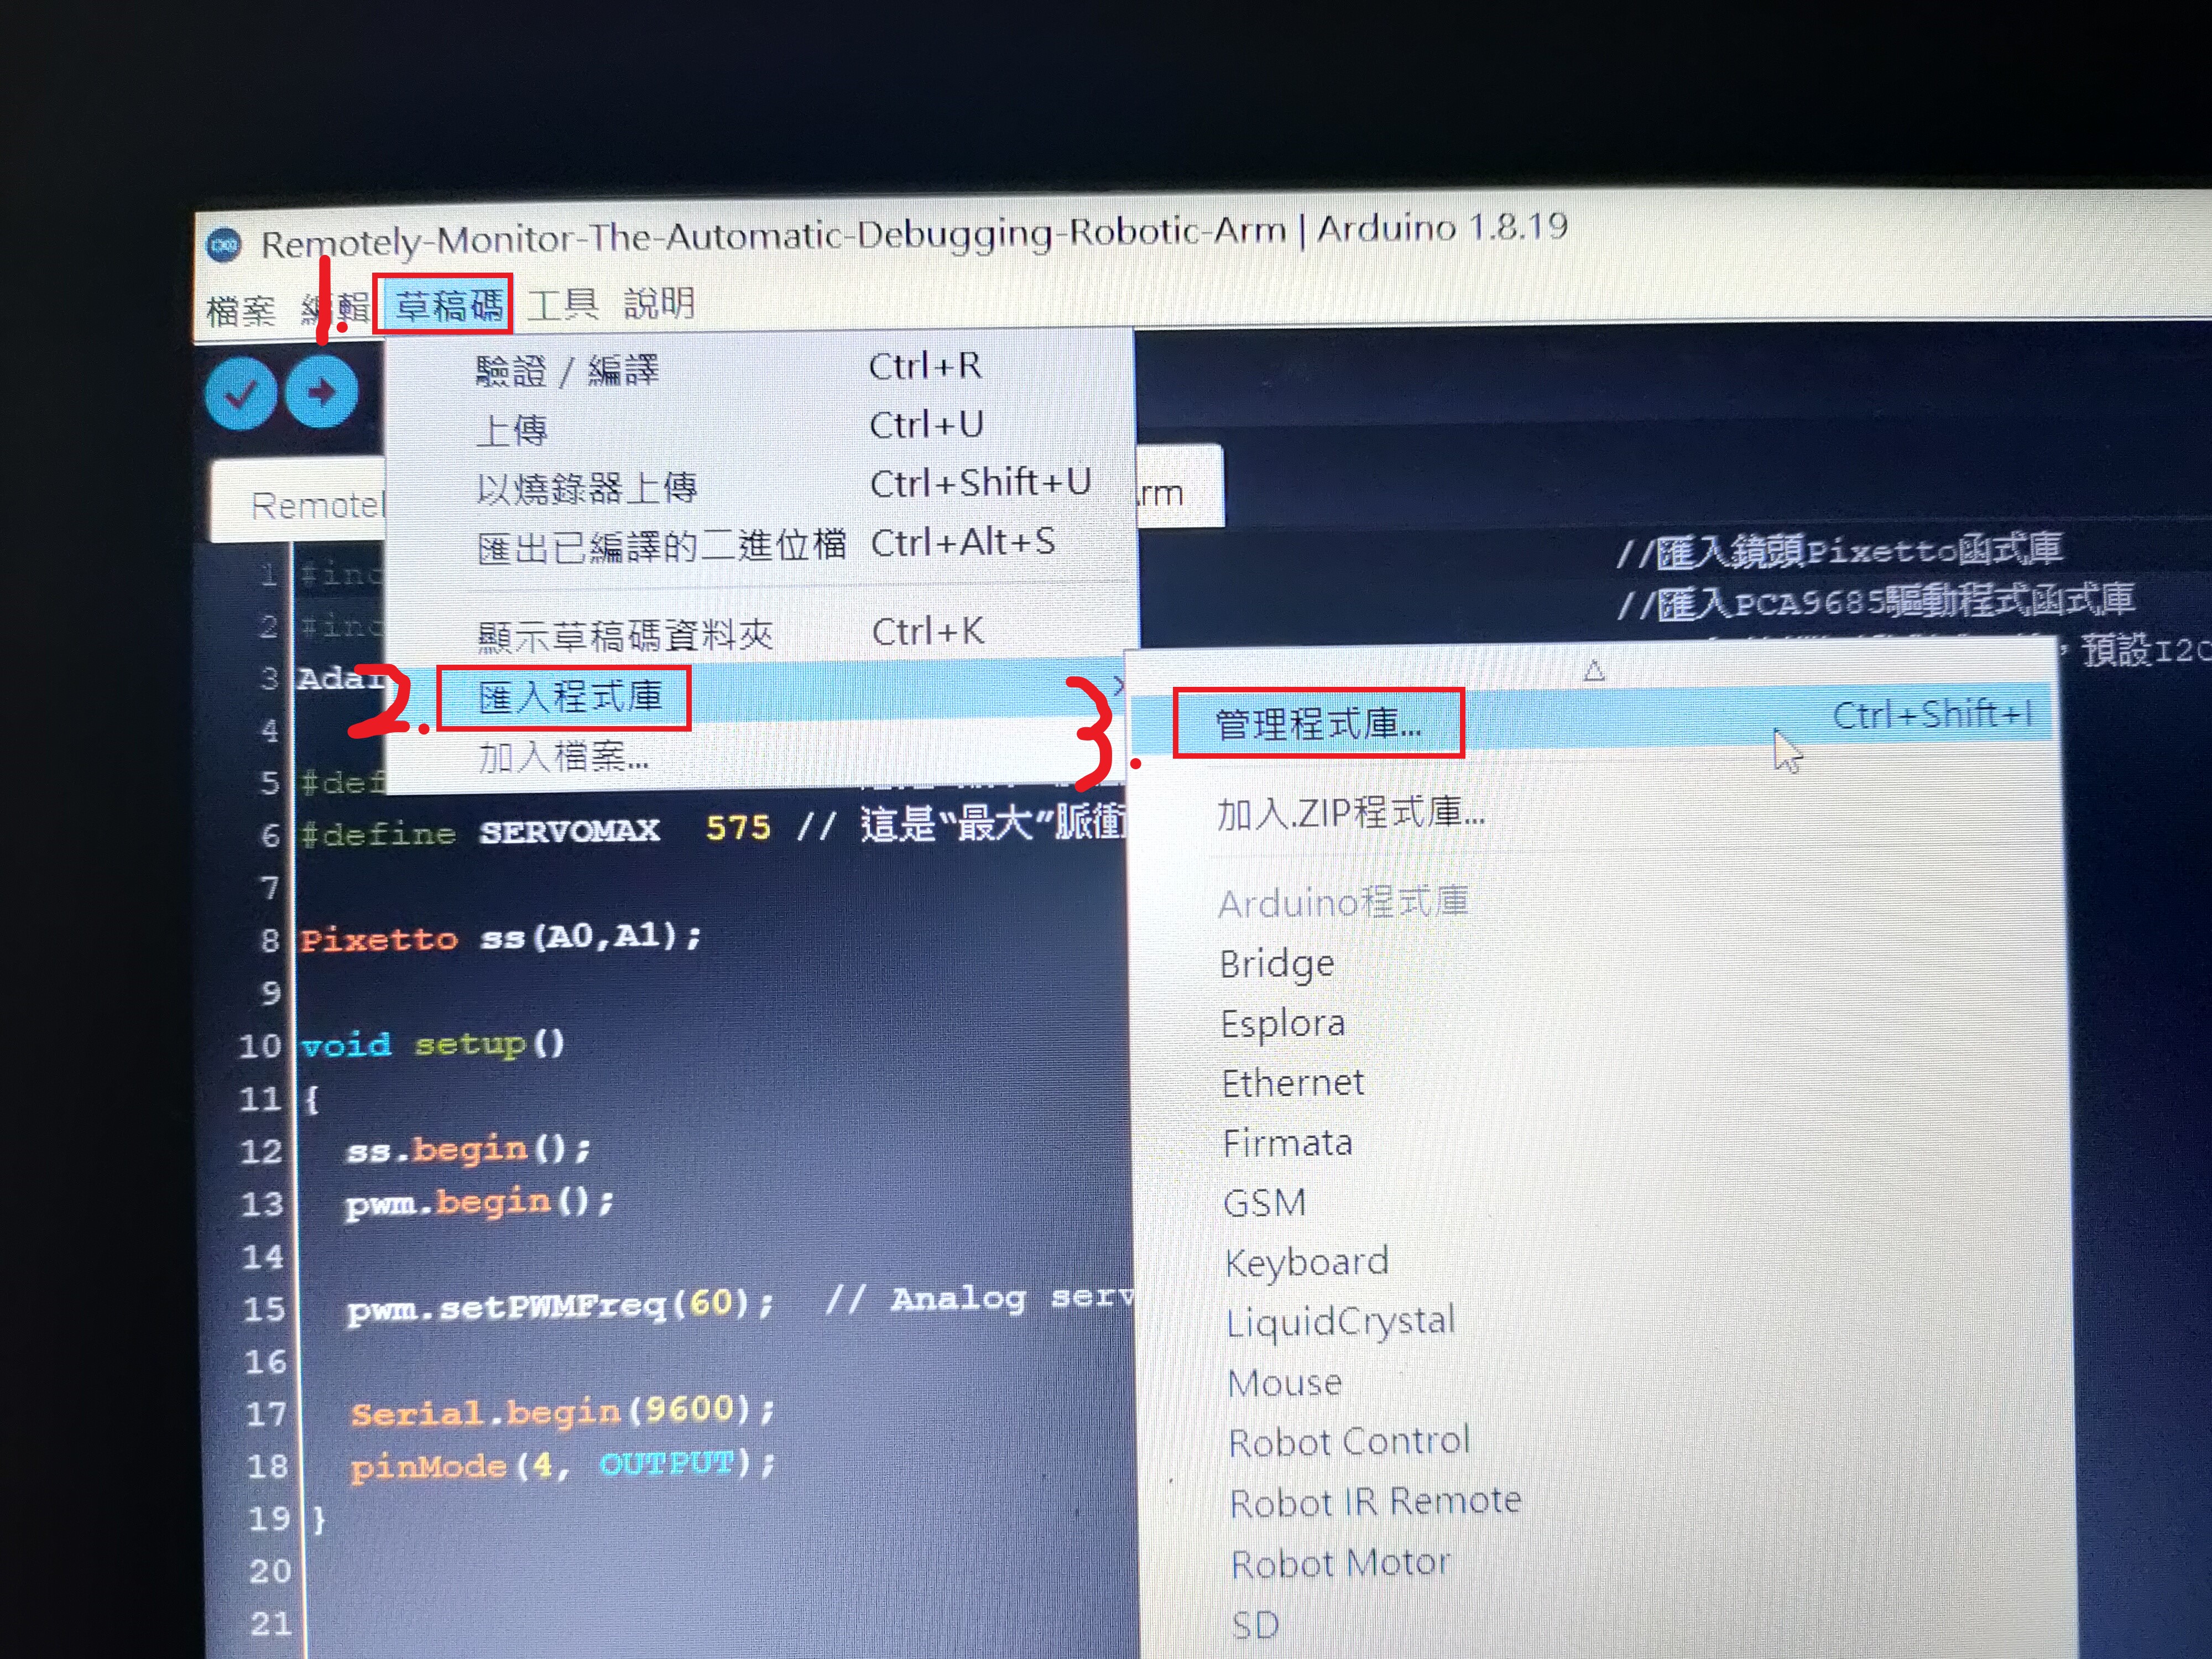 Remotely-Monitor-The-Automatic-Debugging-Robotic-Arm | Arduino 1.8.19
檔案 編輯 草稿碼 工具 說明
1.
驗證 / 編譯 Ctrl+R
上傳 Ctrl+U
以燒錄器上傳 Ctrl+Shift+U
匯出已編譯的二進位檔 Ctrl+Alt+S
顯示草稿碼資料夾 Ctrl+K
2. 匯入程式庫
加入檔案...
3. 管理程式庫... Ctrl+Shift+I
加入.ZIP程式庫...
Arduino程式庫
Bridge
Esplora
Ethernet
Firmata
GSM
Keyboard
LiquidCrystal
Mouse
Robot Control
Robot IR Remote
Robot Motor
SD
Remotel rm
1 #inc //匯入鏡頭Pixetto函式庫
2 #inc //匯入PCA9685驅動程式函式庫
3 Ada ，預設I2C
4
5 #def
6 #define SERVOMAX 575 // 這是“最大”脈衝
7
8 Pixetto ss(A0,A1);
9
10 void setup()
11 {
12 ss.begin();
13 pwm.begin();
14
15 pwm.setPWMFreq(60); // Analog serv
16
17 Serial.begin(9600);
18 pinMode(4, OUTPUT);
19 }
20
21